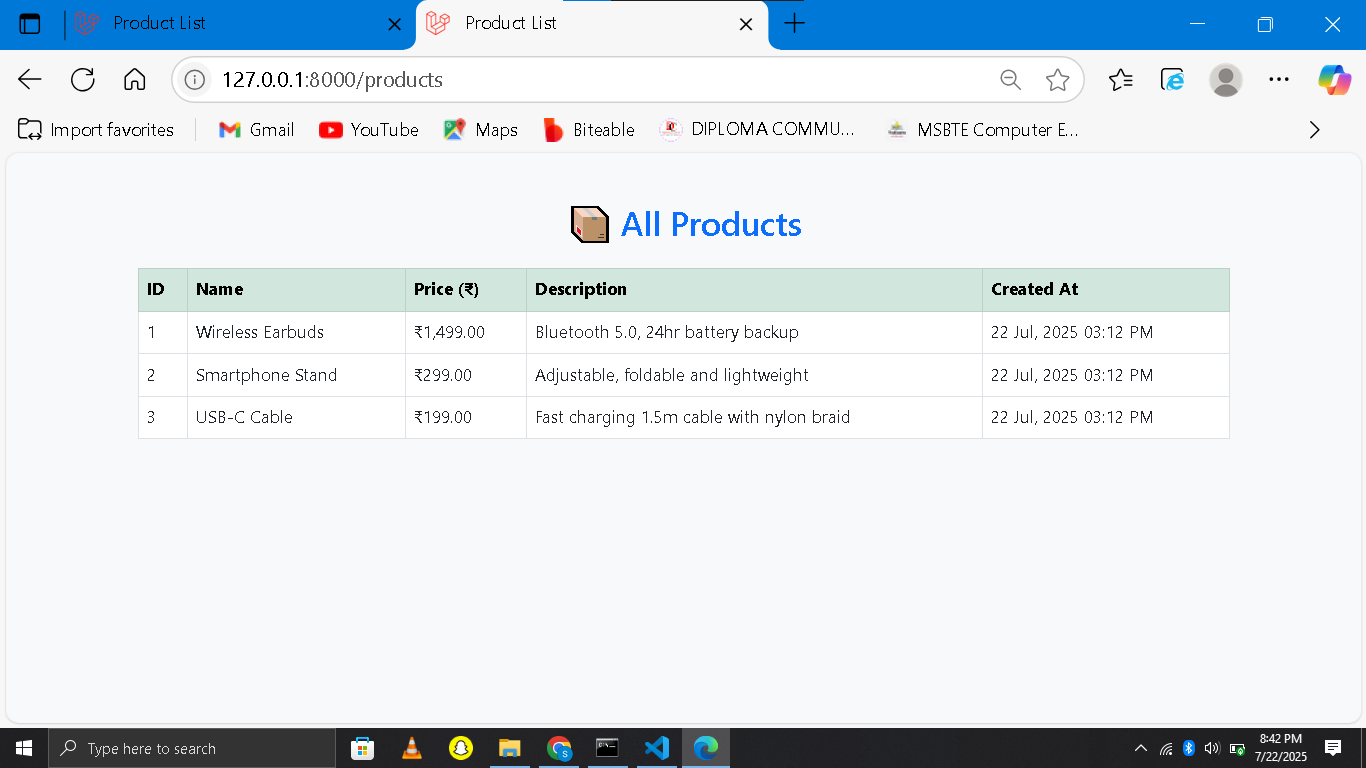 Product List
Product List
127.0.0.1:8000/products
Import favorites Gmail YouTube Maps Biteable DIPLOMA COMMU... MSBTE Computer E...
All Products
ID Name Price (₹) Description Created At
1 Wireless Earbuds ₹1,499.00 Bluetooth 5.0, 24hr battery backup 22 Jul, 2025 03:12 PM
2 Smartphone Stand ₹299.00 Adjustable, foldable and lightweight 22 Jul, 2025 03:12 PM
3 USB-C Cable ₹199.00 Fast charging 1.5m cable with nylon braid 22 Jul, 2025 03:12 PM
Type here to search
8:42 PM
7/22/2025